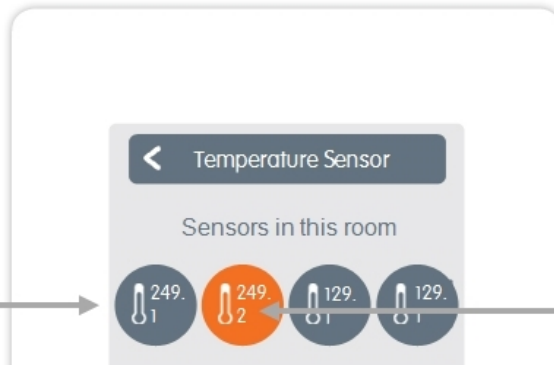 Temperature Sensor
Sensors in this room
249. 249. 129. 129.
1 2 1 1